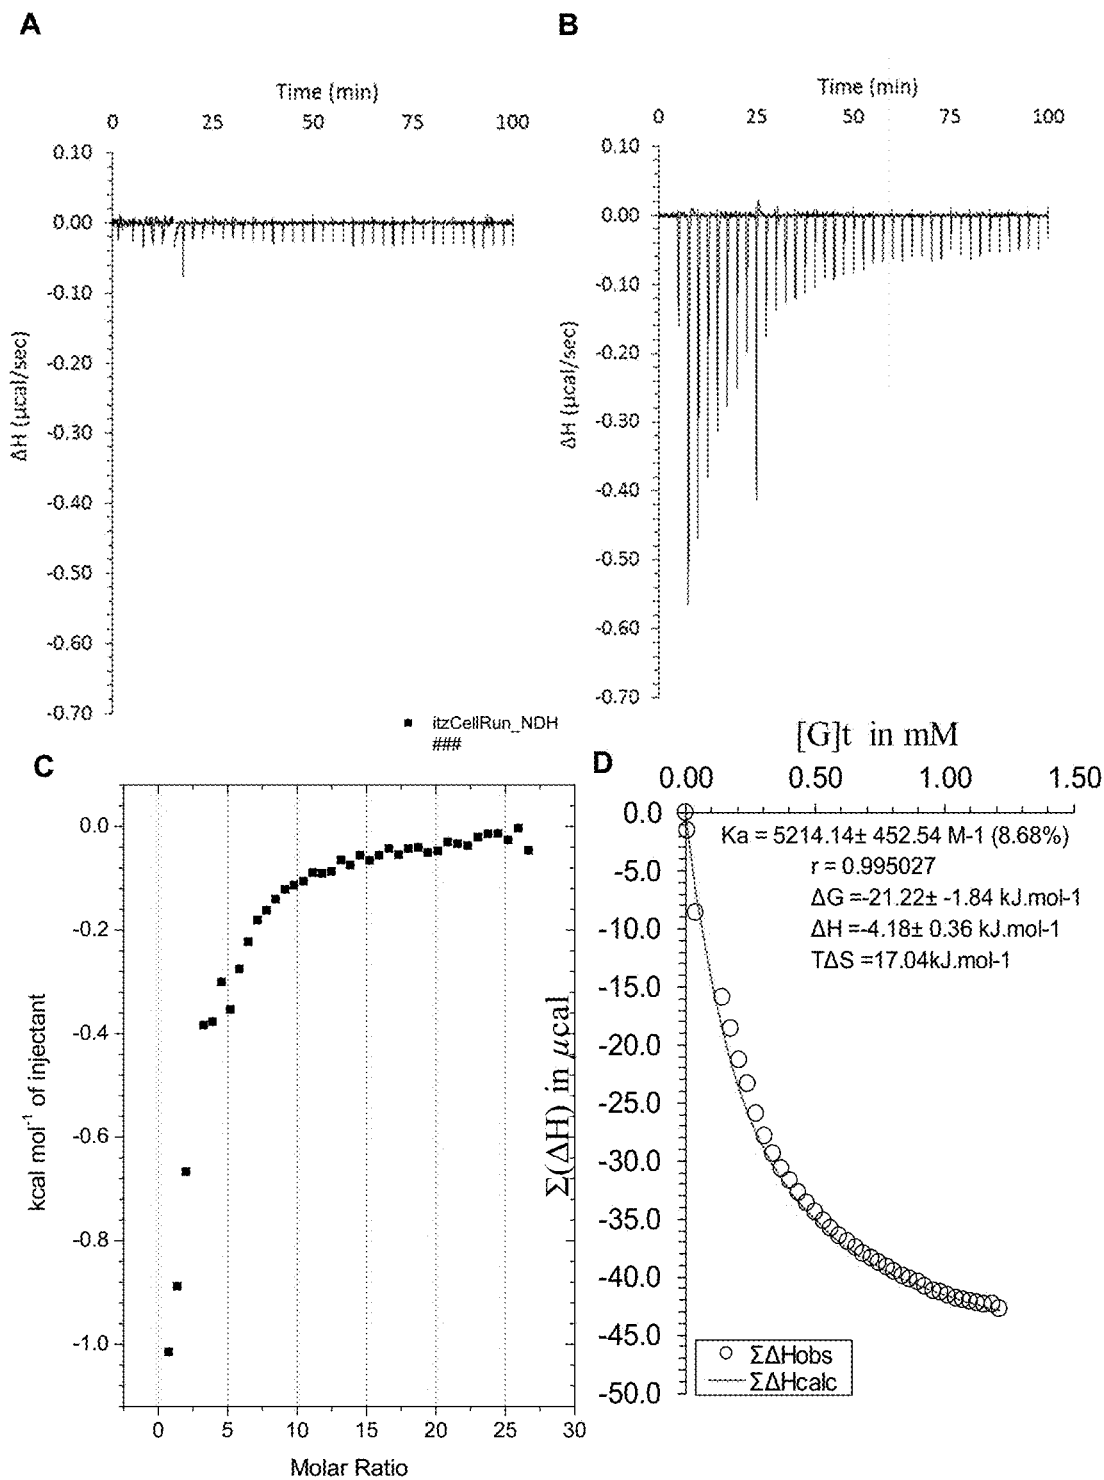 A
Time (min)
0 25 50 75 100
0.10
0.00
-0.10
-0.20
-0.30
-0.40
-0.50
-0.60
-0.70
ΔH (µcal/sec)
B
Time (min)
0 25 50 75 100
0.10
0.00
-0.10
-0.20
-0.30
-0.40
-0.50
-0.60
-0.70
ΔH (µcal/sec)
C
itzCellRun_NDH
###
0.0
-0.2
-0.4
-0.6
-0.8
-1.0
kcal mol⁻¹ of injectant
0 5 10 15 20 25 30
Molar Ratio
D
[G]t in mM
0.00 0.50 1.00 1.50
0.0
-5.0
-10.0
-15.0
-20.0
-25.0
-30.0
-35.0
-40.0
-45.0
-50.0
Σ(ΔH) in µcal
Ka = 5214.14± 452.54 M-1 (8.68%)
r = 0.995027
ΔG =-21.22± -1.84 kJ.mol-1
ΔH =-4.18± 0.36 kJ.mol-1
TΔS =17.04kJ.mol-1
ΣΔHobs
ΣΔHcalc